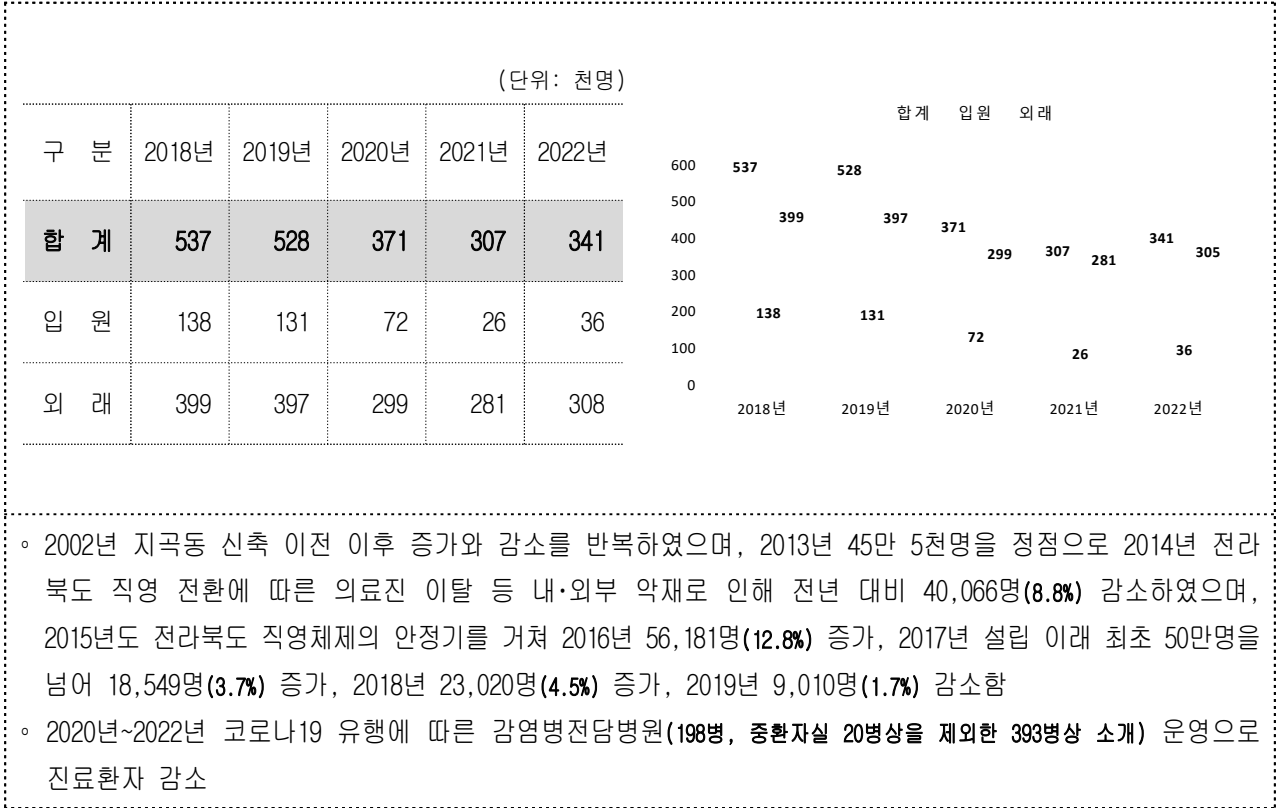 (단위: 천명)
구 분 2018년 2019년 2020년 2021년 2022년
합 계 537 528 371 307 341
입 원 138 131 72 26 36
외 래 399 397 299 281 308
합계 입원 외래
600
500
400
300
200
100
0
537 528 371 307 341
399 397 299 281 305
138 131 72 26 36
2018년 2019년 2020년 2021년 2022년
◦ 2002년 지곡동 신축 이전 이후 증가와 감소를 반복하였으며, 2013년 45만 5천명을 정점으로 2014년 전라
북도 직영 전환에 따른 의료진 이탈 등 내·외부 악재로 인해 전년 대비 40,066명(8.8%) 감소하였으며,
2015년도 전라북도 직영체제의 안정기를 거쳐 2016년 56,181명(12.8%) 증가, 2017년 설립 이래 최초 50만명을
넘어 18,549명(3.7%) 증가, 2018년 23,020명(4.5%) 증가, 2019년 9,010명(1.7%) 감소함
◦ 2020년~2022년 코로나19 유행에 따른 감염병전담병원(198병, 중환자실 20병상을 제외한 393병상 소개) 운영으로
진료환자 감소